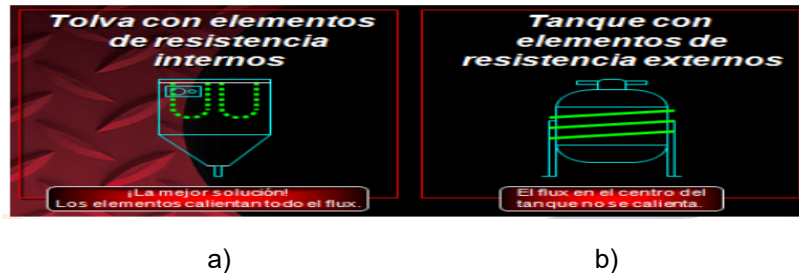 Tolva con elementos
de resistencia
internos
¡La mejor solución!
Los elementos calientan todo el flux.
Tanque con
elementos de
resistencia externos
El flux en el centro del
tanque no se calienta.
a)
b)